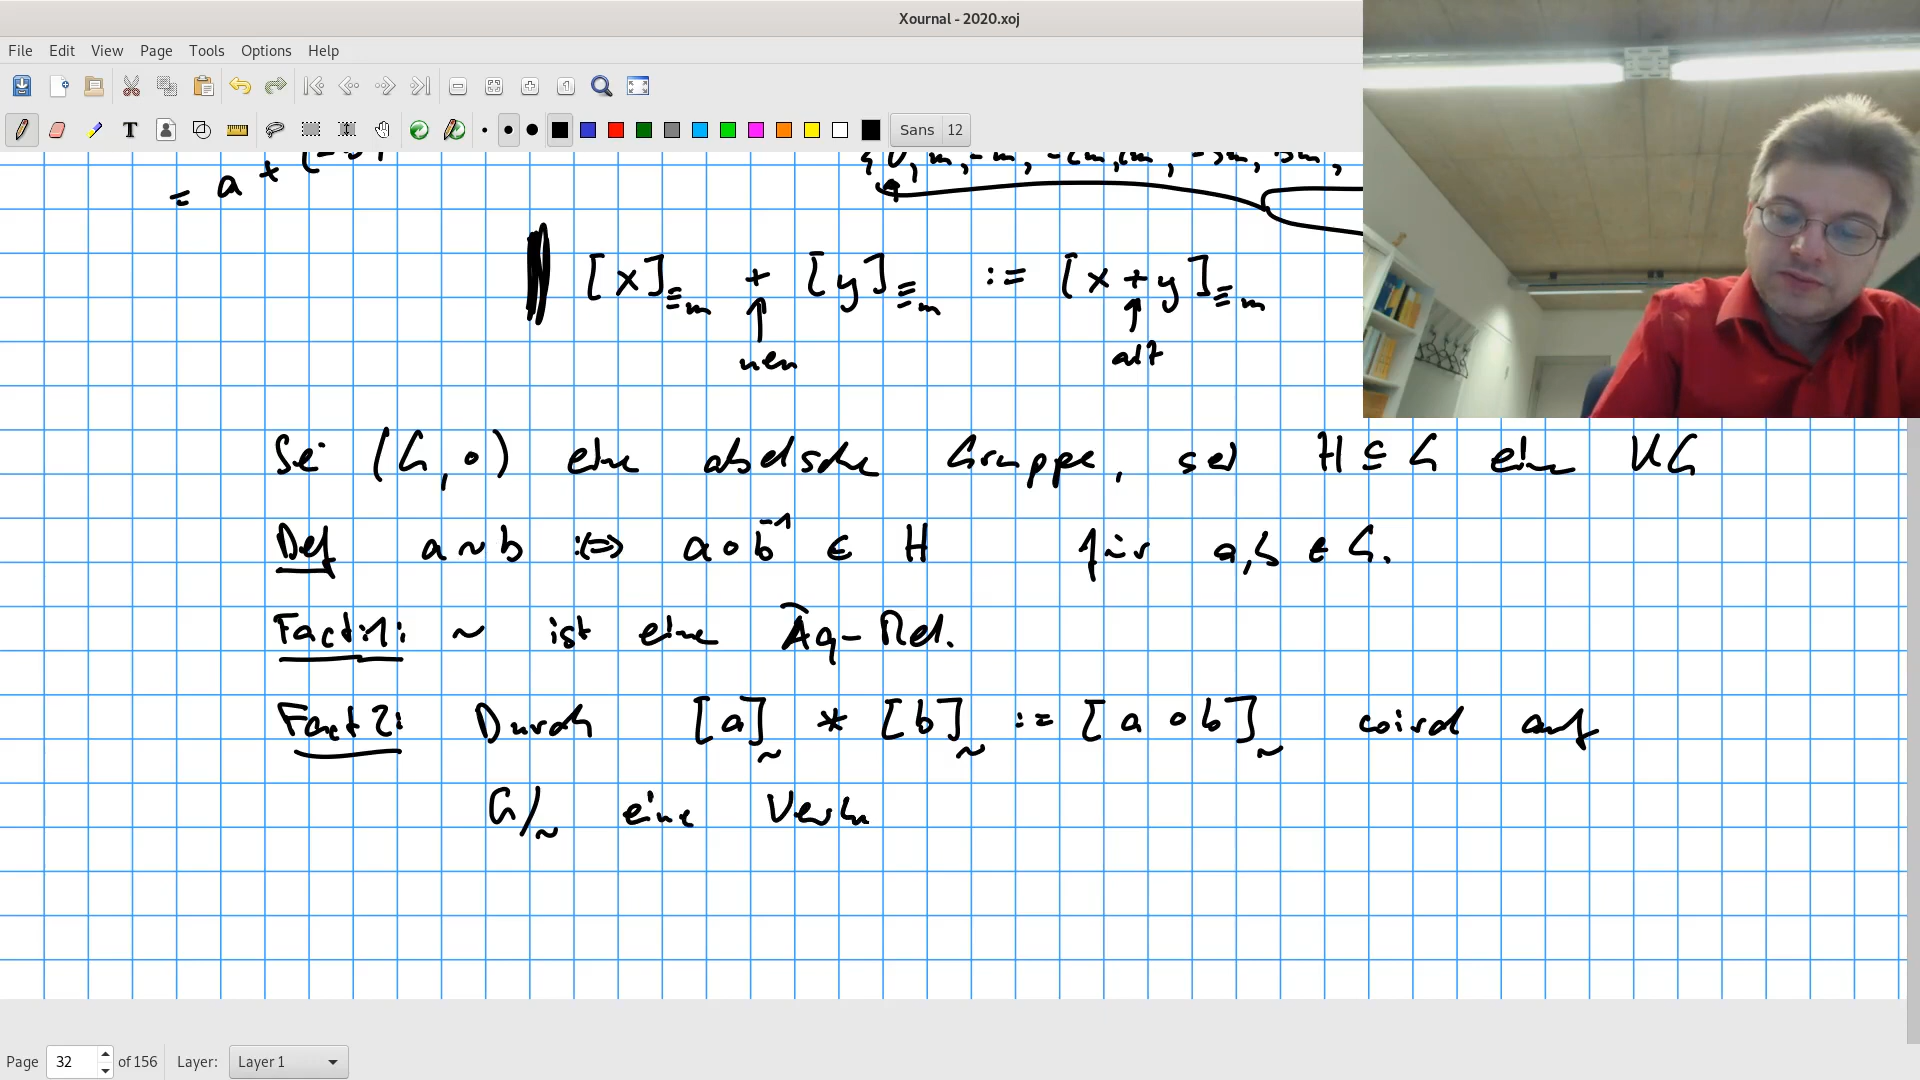 Xournal - 2020.xoj
File Edit View Page Tools Options Help
Sans 12
= a +
[x]≡m + [y]≡m := [x + y]≡m
neu alt
Sei (G, ∘) eine abelsche Gruppe, sei H ⊆ G eine UG
Def a ~ b :⇔ a ∘ b⁻¹ ∈ H für a, b ∈ G.
Fact 1: ~ ist eine Äq-Rel.
Fact 2: Durch [a]~ * [b]~ := [a ∘ b]~ wird auf
G/~ eine Verkn
Page 32 of 156 Layer: Layer 1